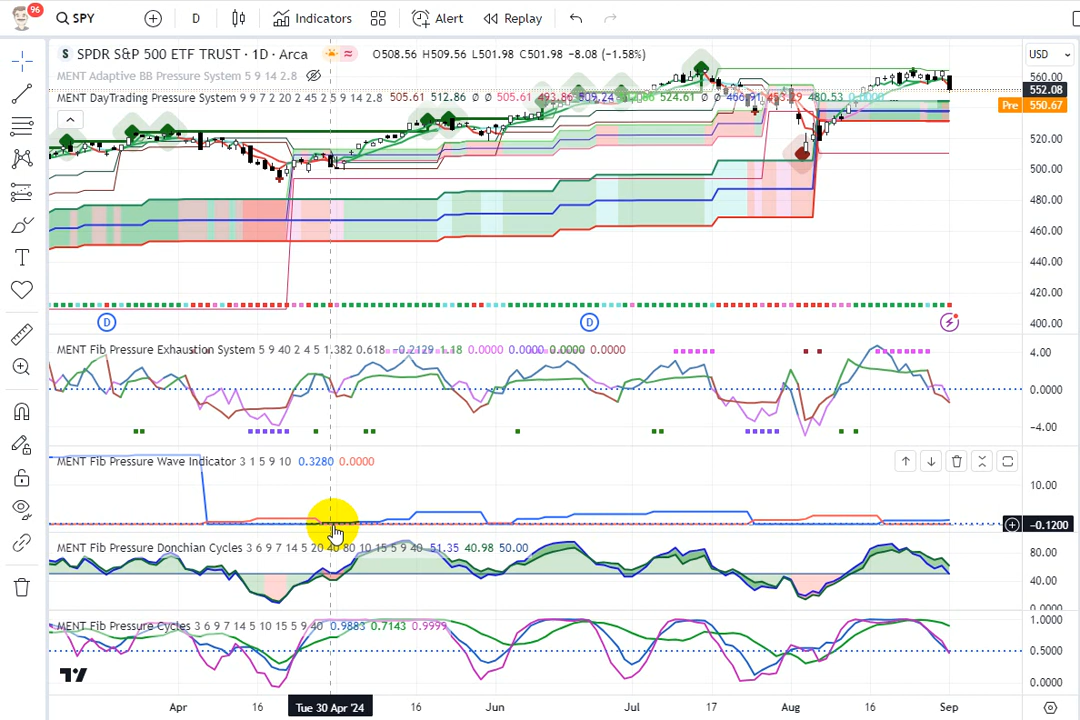 96
SPY
D
Indicators
Alert
Replay
S SPDR S&P 500 ETF TRUST · 1D · Arca
O508.56 H509.56 L501.98 C501.98 -8.08 (-1.58%)
USD
MENT Adaptive BB Pressure System 5 9 14 2.8
MENT DayTrading Pressure System 9 9 7 2 20 2 45 2 5 9 14 2.8 505.61 512.86 ∅ ∅ 505.61
524.61 ∅ ∅
480.53
560.00
552.08
Pre 550.67
520.00
500.00
480.00
460.00
440.00
420.00
400.00
D
D
MENT Fib Pressure Exhaustion System 5 9 40 2 4 5 1.382 0.618 -0.2129 1.18 0.0000 0.0000 0.0000 0.0000
4.00
0.0000
-4.00
MENT Fib Pressure Wave Indicator 3 1 5 9 10 0.3280 0.0000
10.00
-0.1200
MENT Fib Pressure Donchian Cycles 3 6 9 7 14 5 20 40 80 10 15 5 9 40 51.35 40.98 50.00
80.00
40.00
0.0000
MENT Fib Pressure Cycles 3 6 9 7 14 5 10 15 5 9 40 0.9883 0.7143 0.9999
1.0000
0.5000
0.0000
Apr
16
Tue 30 Apr '24
16
Jun
Jul
17
Aug
16
Sep